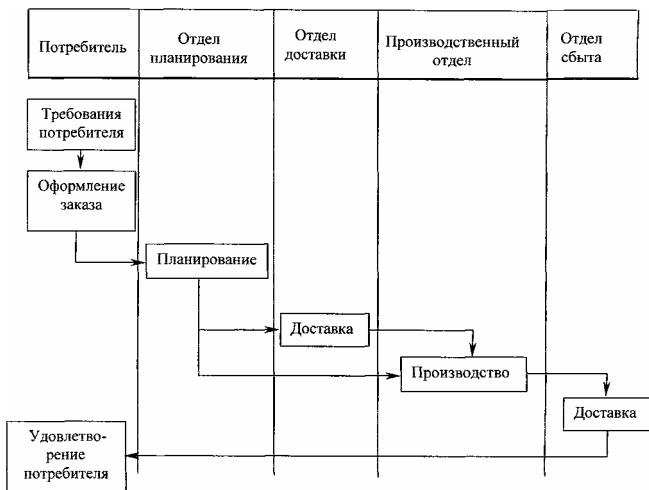 Потребитель
Отдел
планирования
Отдел
доставки
Производственный
отдел
Отдел
сбыта
Требования
потребителя
Оформление
заказа
Планирование
Доставка
Производство
Доставка
Удовлетво-
рение
потребителя